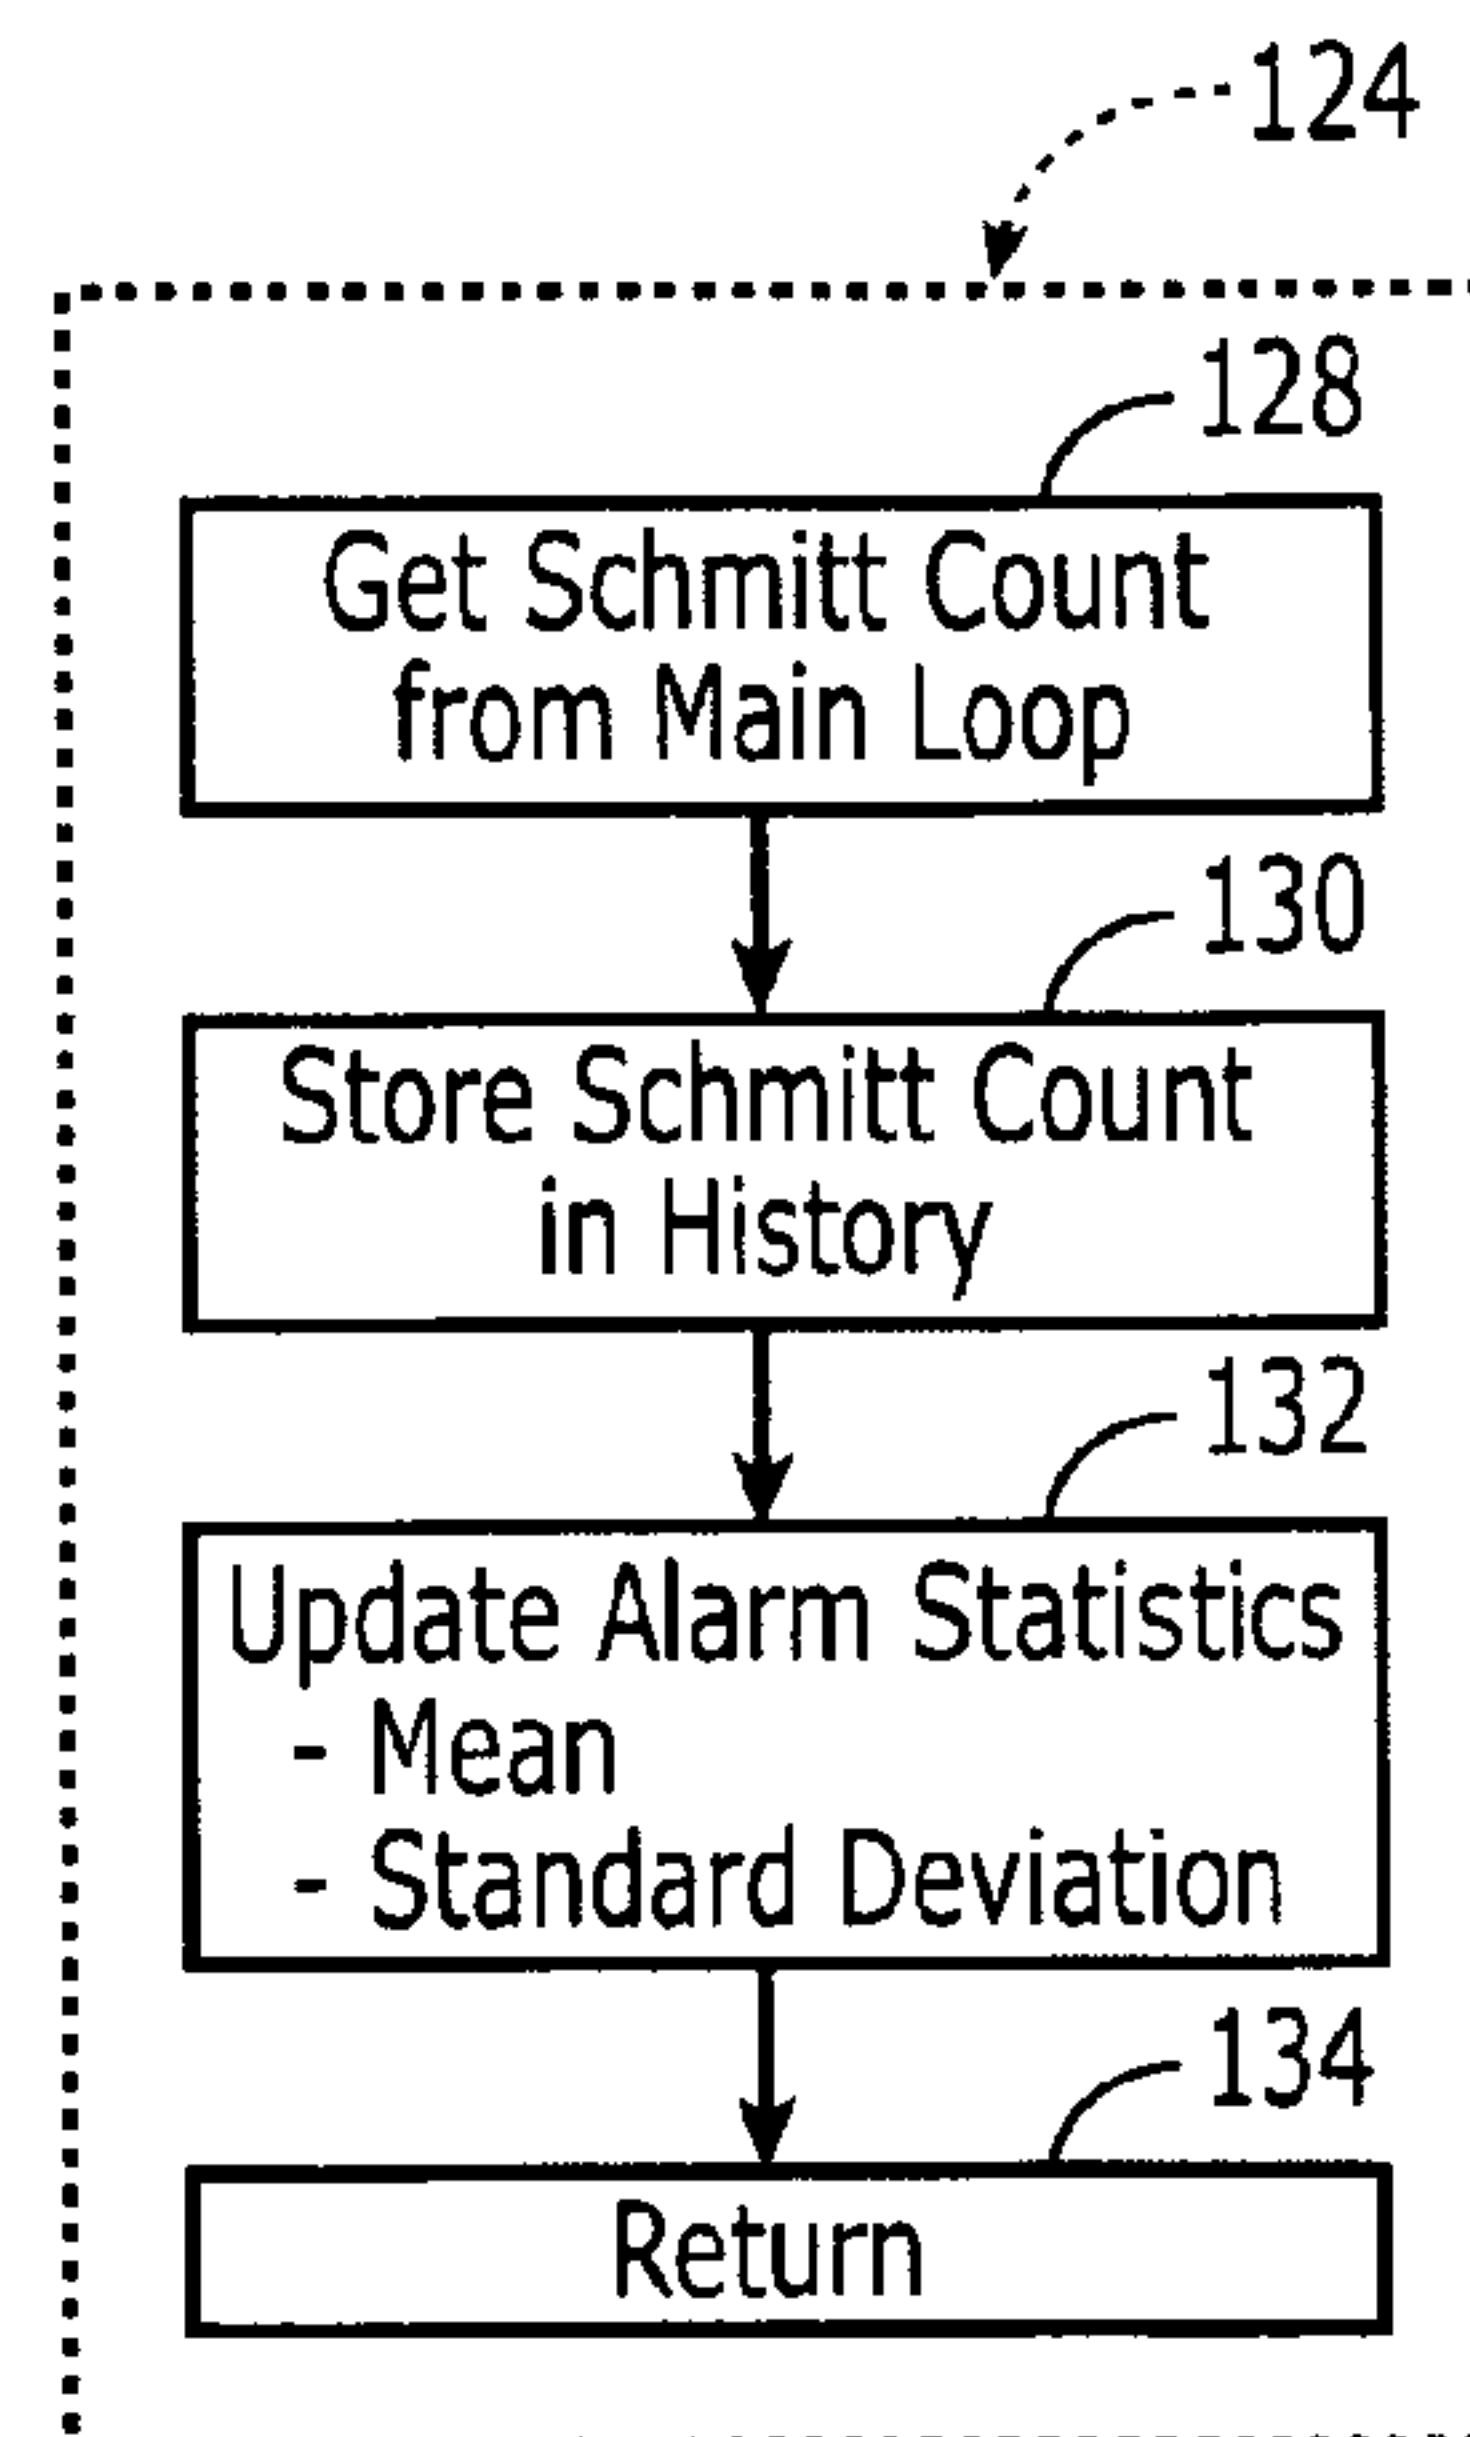 124
128
Get Schmitt Count
from Main Loop
130
Store Schmitt Count
in History
132
Update Alarm Statistics
- Mean
- Standard Deviation
134
Return